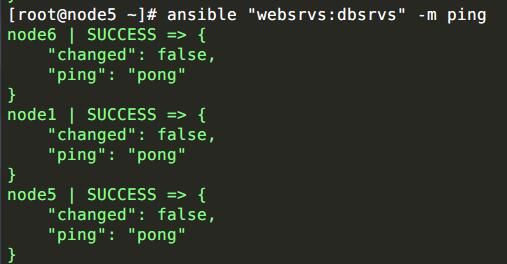 [root@node5 ~]# ansible "websrvs:dbsrvs" -m ping
node6 | SUCCESS => {
    "changed": false,
    "ping": "pong"
}
node1 | SUCCESS => {
    "changed": false,
    "ping": "pong"
}
node5 | SUCCESS => {
    "changed": false,
    "ping": "pong"
}